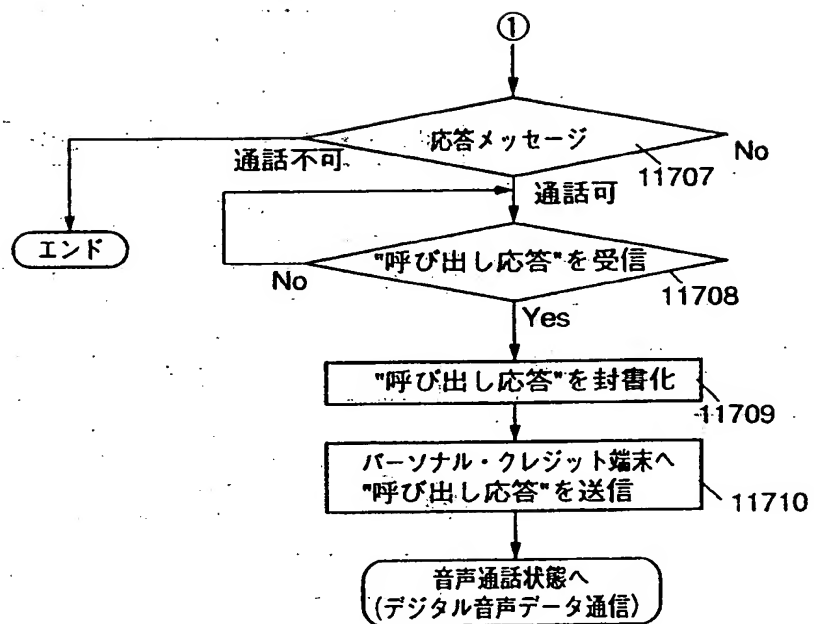 ①
応答メッセージ
通話不可
No
11707
通話可
エンド
"呼び出し応答"を受信
No
11708
Yes
"呼び出し応答"を封書化
11709
パーソナル・クレジット端末へ
"呼び出し応答"を送信
11710
音声通話状態へ
(デジタル音声データ通信)